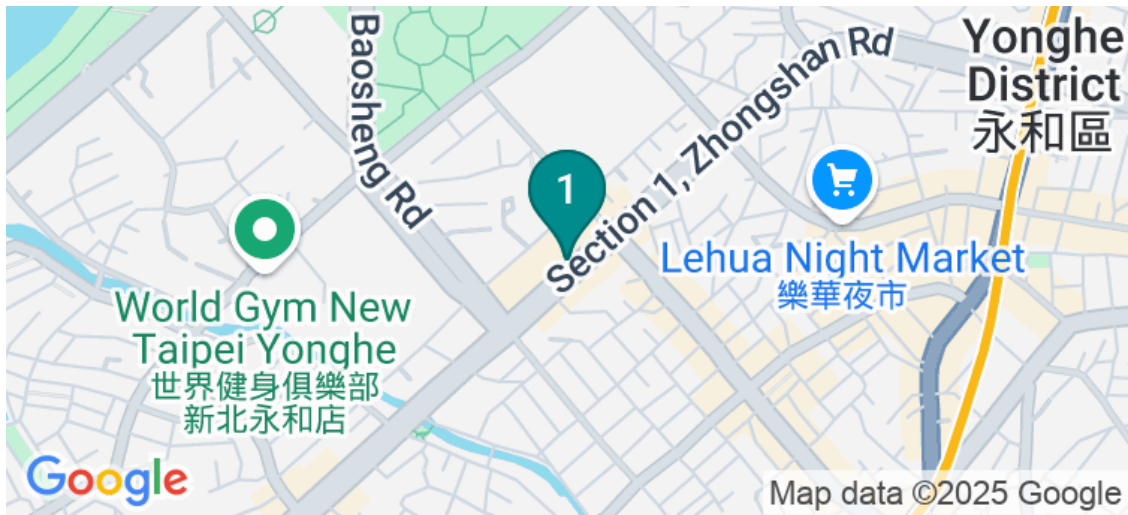 Baosheng Rd
Section 1, Zhongshan Rd
Yonghe
District
永和區
1
Lehua Night Market
樂華夜市
World Gym New
Taipei Yonghe
世界健身俱樂部
新北永和店
Google
Map data ©2025 Google